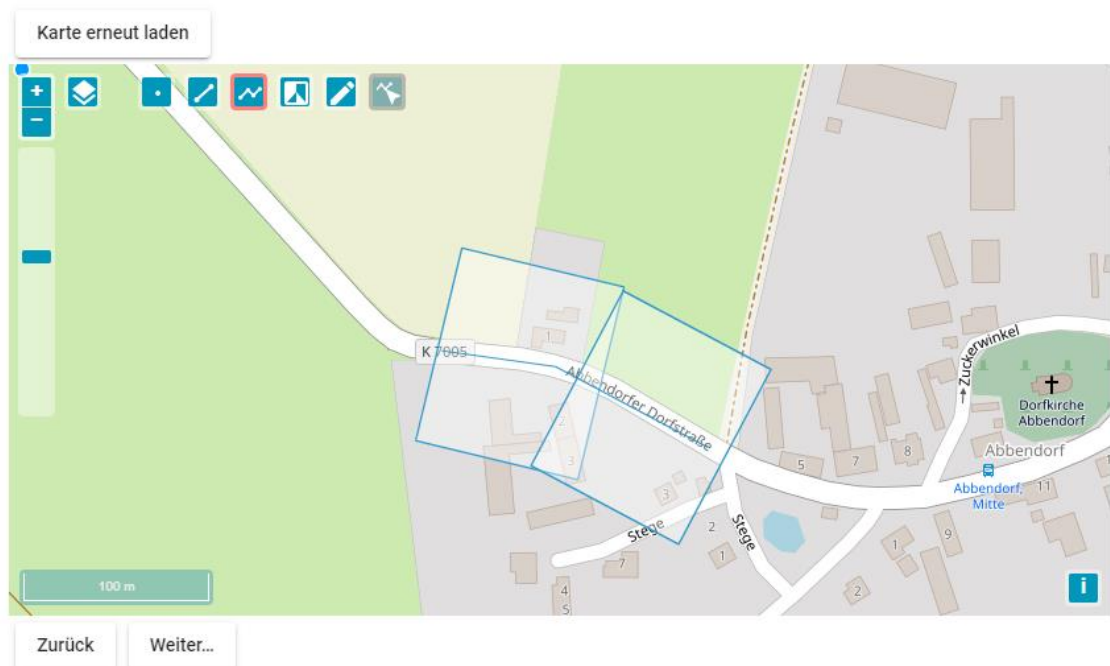 Karte erneut laden
+
−
K 7005
1
Abbendorfer Dorfstraße
2
3
3
Stege
7
4
5
2
1
Stege
5
7
8
Zuckerwinkel
Dorfkirche
Abbendorf
Abbendorf
Abbendorf,
Mitte
11
1
9
1
2
100 m
i
Zurück
Weiter...